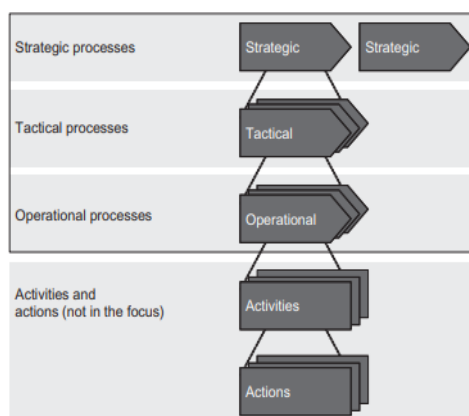 Strategic processes
Strategic
Strategic
Tactical processes
Tactical
Operational processes
Operational
Activities and
actions (not in the focus)
Activities
Actions